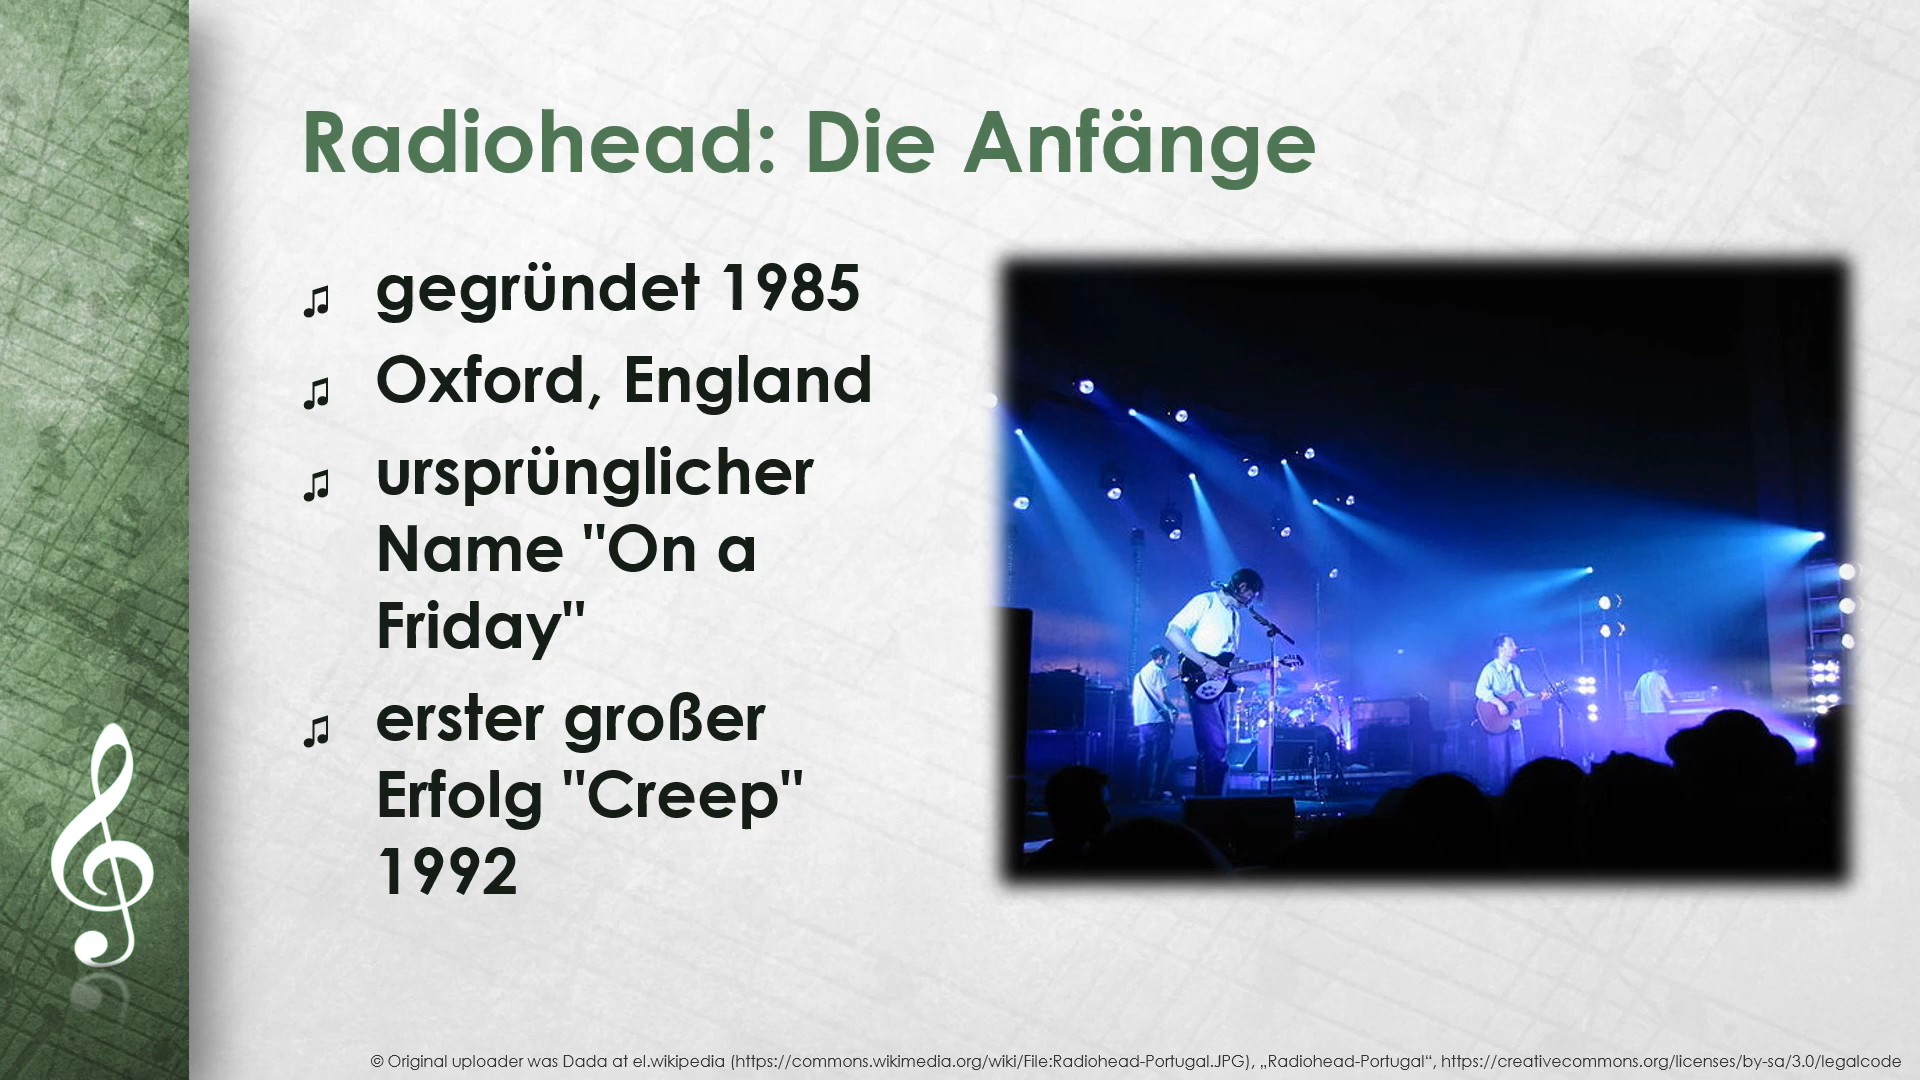 Radiohead: Die Anfänge
♫ gegründet 1985
♫ Oxford, England
♫ ursprünglicher
Name "On a
Friday"
♫ erster großer
Erfolg "Creep"
1992
© Original uploader was Dada at el.wikipedia (https://commons.wikimedia.org/wiki/File:Radiohead-Portugal.JPG), „Radiohead-Portugal“, https://creativecommons.org/licenses/by-sa/3.0/legalcode